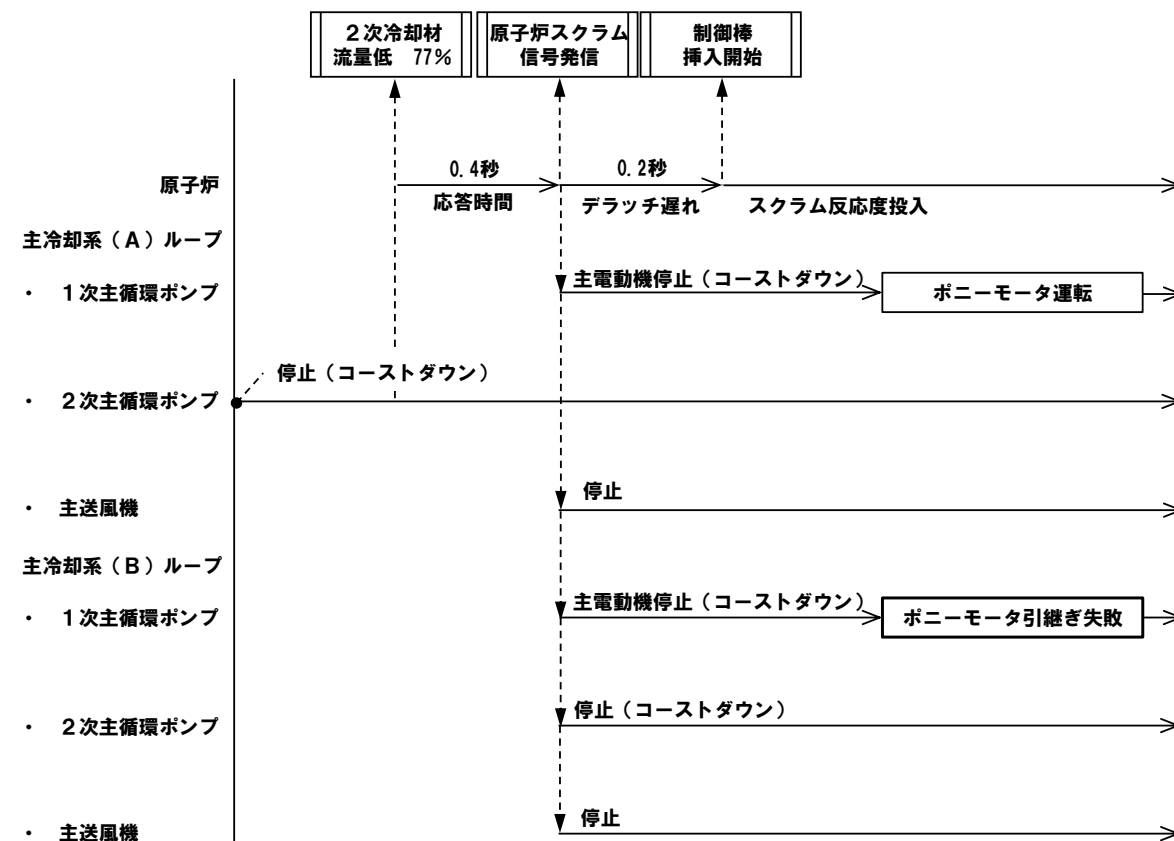 ２次冷却材
流量低　77%
原子炉スクラム
信号発信
制御棒
挿入開始
原子炉
0.4秒
応答時間
0.2秒
デラッチ遅れ
スクラム反応度投入
主冷却系（Ａ）ループ
・　１次主循環ポンプ
主電動機停止（コーストダウン）
ポニーモータ運転
停止（コーストダウン）
・　２次主循環ポンプ
・　主送風機
停止
主冷却系（Ｂ）ループ
・　１次主循環ポンプ
主電動機停止（コーストダウン）
ポニーモータ引継ぎ失敗
・　２次主循環ポンプ
停止（コーストダウン）
・　主送風機
停止